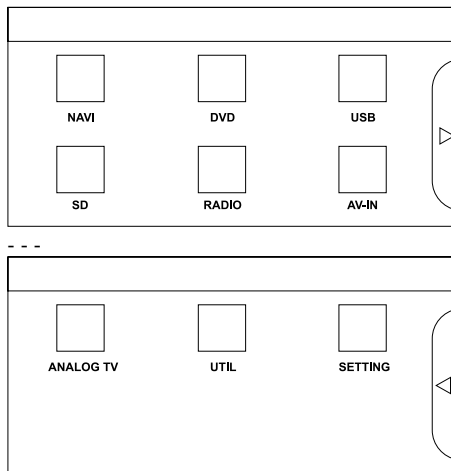 NAVI DVD USB
SD RADIO AV-IN
- - -
ANALOG TV UTIL SETTING